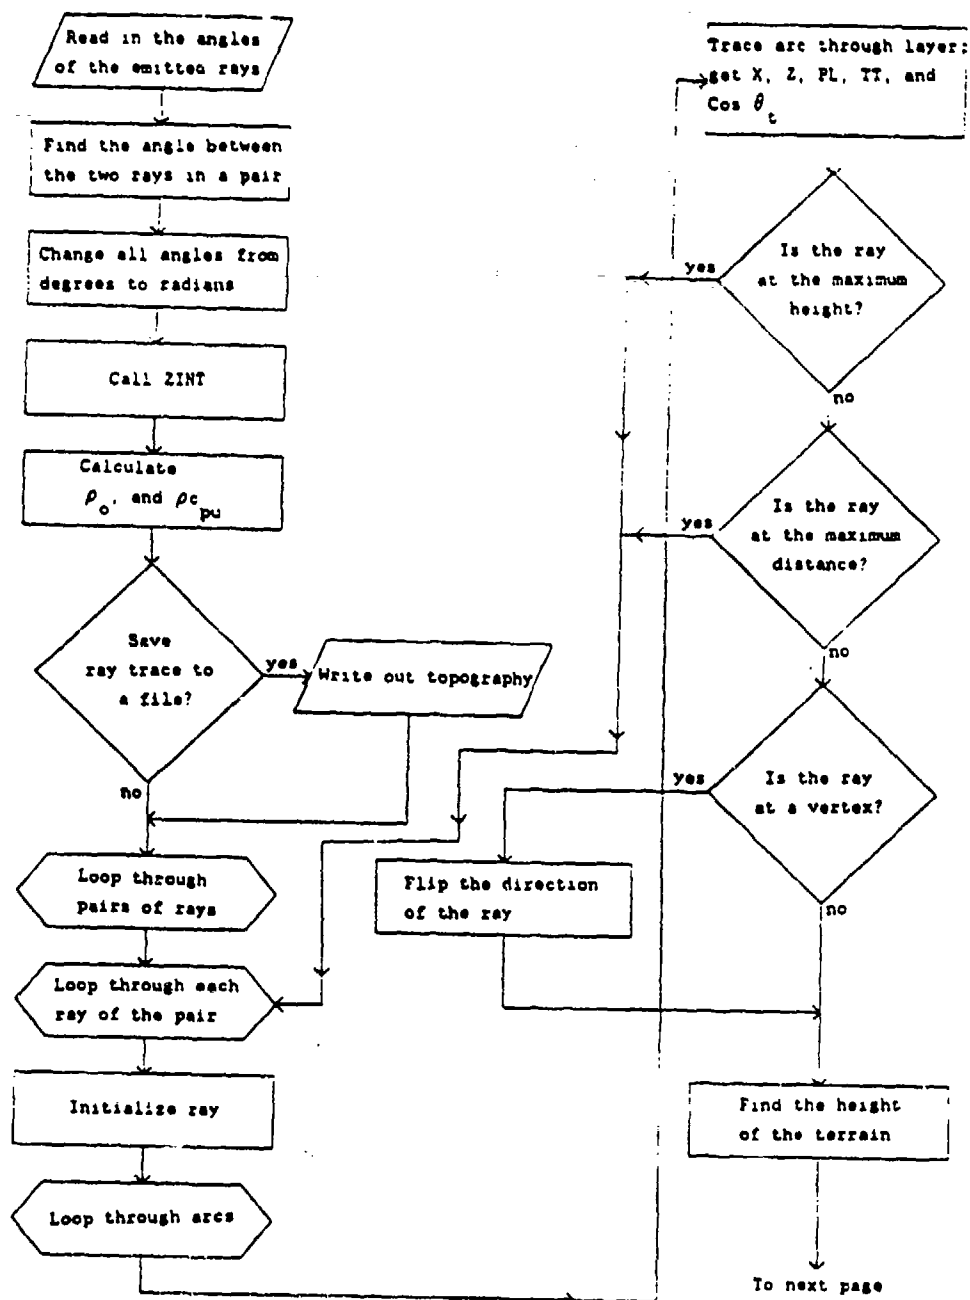 Read in the angles
of the emitted rays
Find the angle between
the two rays in a pair
Change all angles from
degrees to radians
Call ZINT
Calculate
ρo, and ρcpu
Save
ray trace to
a file?
yes
Write out topography
no
Loop through
pairs of rays
Loop through each
ray of the pair
Initialize ray
Loop through arcs
Trace arc through layer;
get X, Z, PL, TT, and
Cos θt
Is the ray
at the maximum
height?
yes
no
Is the ray
at the maximum
distance?
yes
no
Is the ray
at a vertex?
yes
no
Flip the direction
of the ray
Find the height
of the terrain
To next page